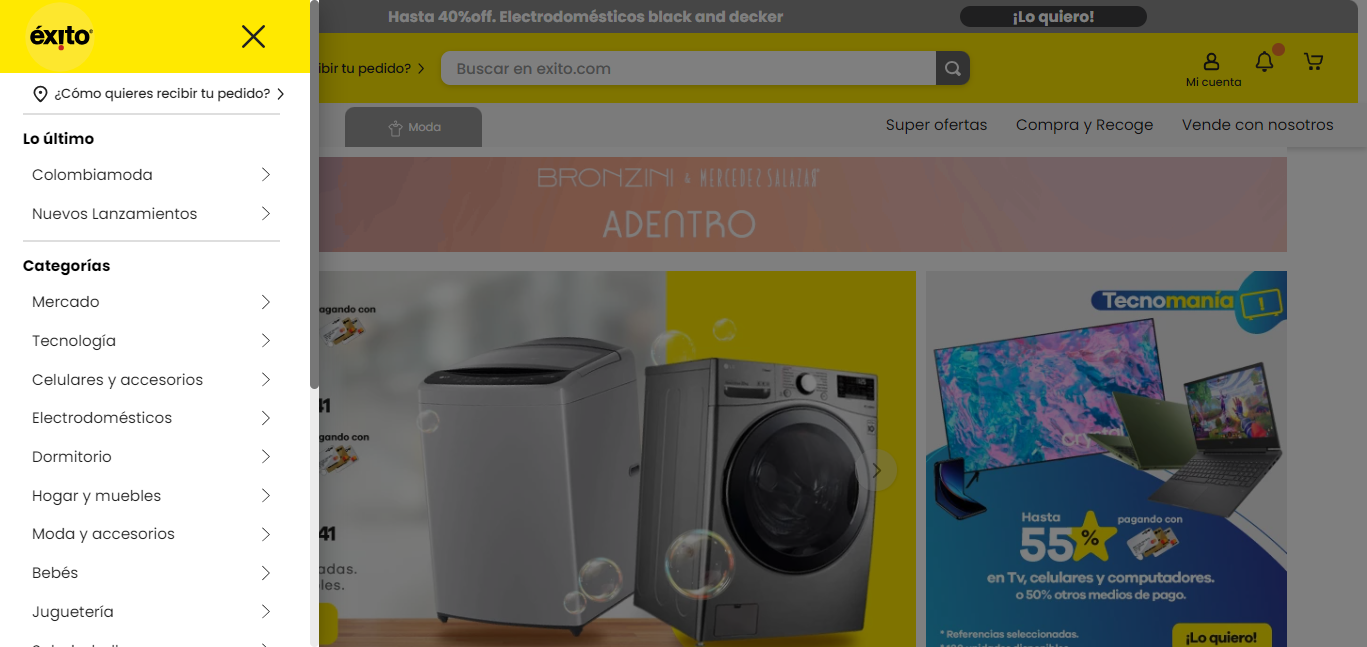 éxito
¿Cómo quieres recibir tu pedido?
Lo último
Colombiamoda
Nuevos Lanzamientos
Categorías
Mercado
Tecnología
Celulares y accesorios
Electrodomésticos
Dormitorio
Hogar y muebles
Moda y accesorios
Bebés
Juguetería
Hasta 40%off. Electrodomésticos black and decker
¡Lo quiero!
ibir tu pedido?
Buscar en exito.com
Mi cuenta
Moda
Super ofertas
Compra y Recoge
Vende con nosotros
BRONZINI & MERCEDEZ SALAZAR
ADENTRO
pagando con
41
pagando con
41
adas.
les.
LG
Tecnomanía
Hasta
55%
pagando con
en Tv, celulares y computadores.
o 50% otros medios de pago.
* Referencias seleccionadas.
¡Lo quiero!